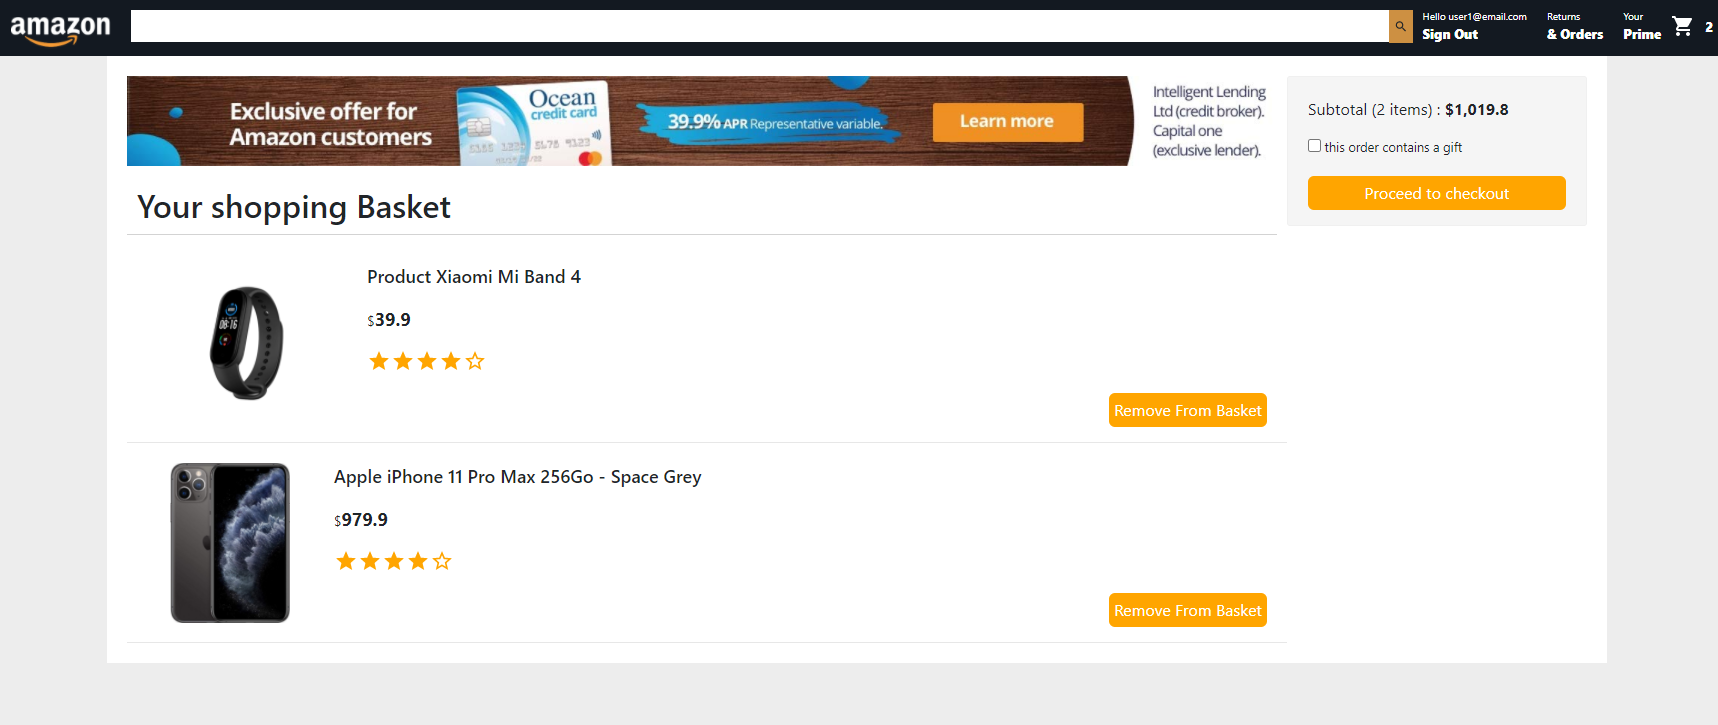 amazon
Hello user1@email.com
Sign Out
Returns
& Orders
Your
Prime
2
Exclusive offer for
Amazon customers
Ocean
credit card
39.9% APR Representative variable.
Learn more
Intelligent Lending
Ltd (credit broker).
Capital one
(exclusive lender).
Subtotal (2 items) : $1,019.8
this order contains a gift
Proceed to checkout
Your shopping Basket
Product Xiaomi Mi Band 4
$39.9
08:16
Remove From Basket
Apple iPhone 11 Pro Max 256Go - Space Grey
$979.9
Remove From Basket